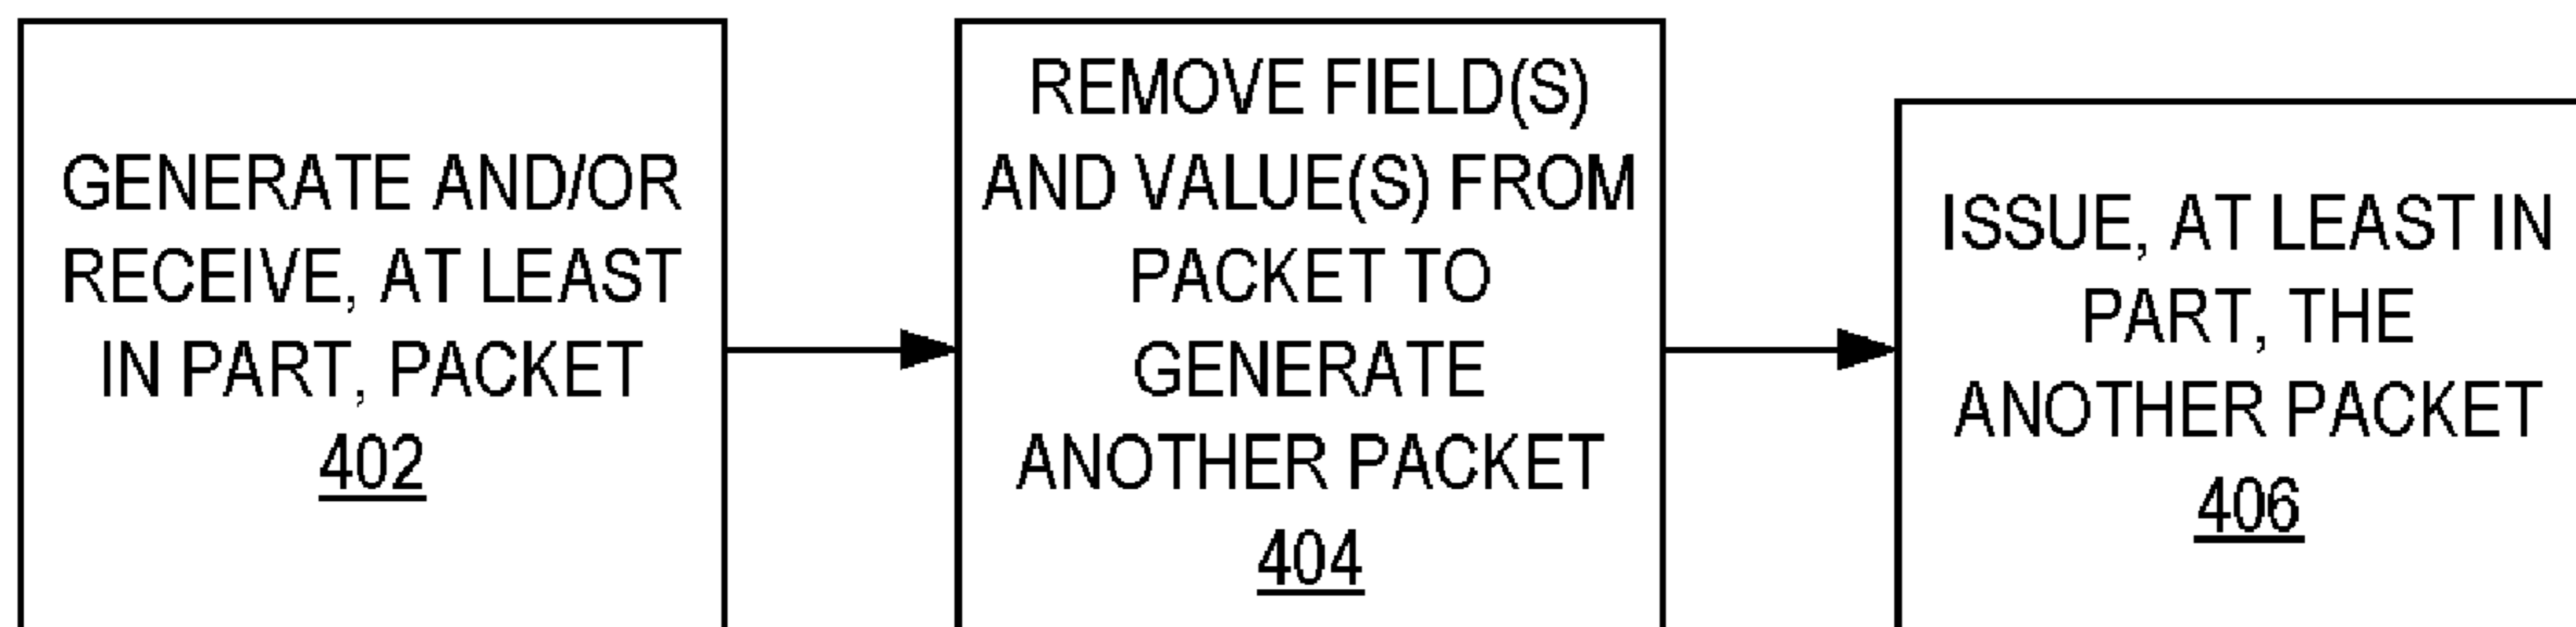 GENERATE AND/OR
RECEIVE, AT LEAST
IN PART, PACKET
402
REMOVE FIELD(S)
AND VALUE(S) FROM
PACKET TO
GENERATE
ANOTHER PACKET
404
ISSUE, AT LEAST IN
PART, THE
ANOTHER PACKET
406